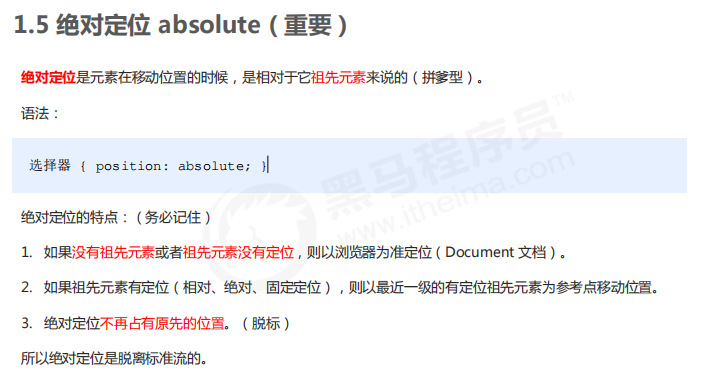 1.5 绝对定位 absolute（重要）
绝对定位是元素在移动位置的时候，是相对于它祖先元素来说的（拼爹型）。
语法：
选择器 { position: absolute; }
绝对定位的特点：（务必记住）
1. 如果没有祖先元素或者祖先元素没有定位，则以浏览器为准定位（Document 文档）。
2. 如果祖先元素有定位（相对、绝对、固定定位），则以最近一级的有定位祖先元素为参考点移动位置。
3. 绝对定位不再占有原先的位置。（脱标）
所以绝对定位是脱离标准流的。
黑马程序员™
www.itheima.com